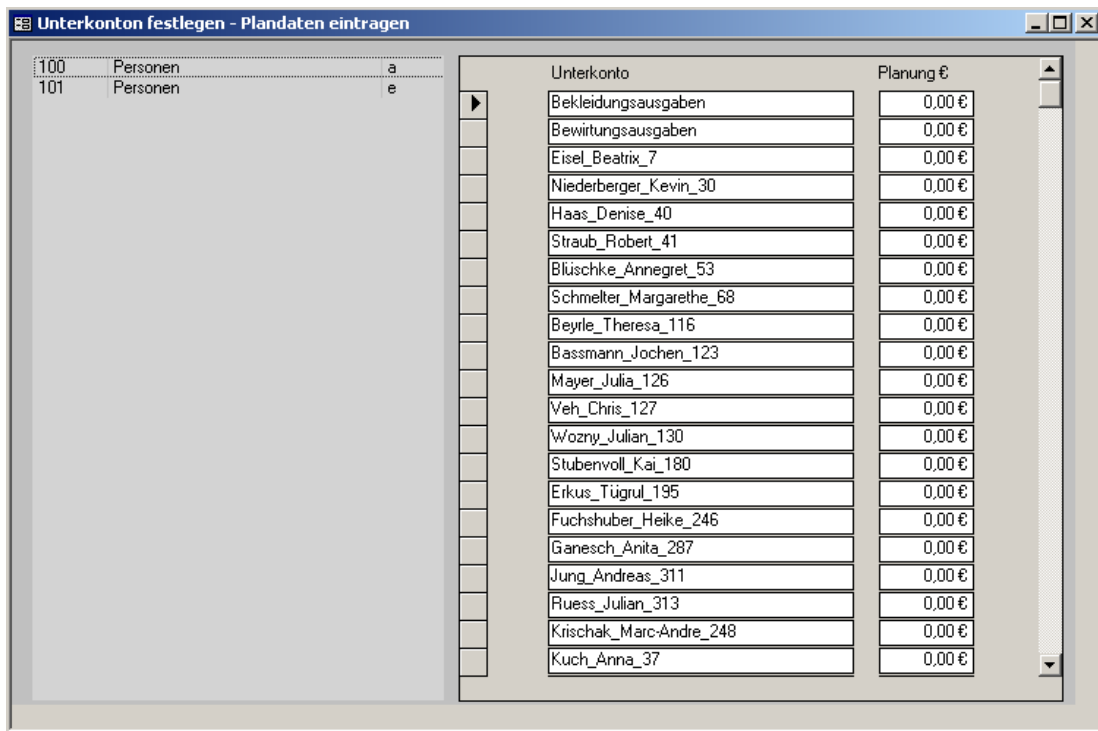 Unterkonton festlegen - Plandaten eintragen
100 Personen a
101 Personen e
Unterkonto Planung €
Bekleidungsausgaben 0,00 €
Bewirtungsausgaben 0,00 €
Eisel_Beatrix_7 0,00 €
Niederberger_Kevin_30 0,00 €
Haas_Denise_40 0,00 €
Straub_Robert_41 0,00 €
Blüschke_Annegret_53 0,00 €
Schmelter_Margarethe_68 0,00 €
Beyrle_Theresa_116 0,00 €
Bassmann_Jochen_123 0,00 €
Mayer_Julia_126 0,00 €
Veh_Chris_127 0,00 €
Wozny_Julian_130 0,00 €
Stubenvoll_Kai_180 0,00 €
Erkus_Tügrul_195 0,00 €
Fuchshuber_Heike_246 0,00 €
Ganesch_Anita_287 0,00 €
Jung_Andreas_311 0,00 €
Ruess_Julian_313 0,00 €
Krischak_Marc-Andre_248 0,00 €
Kuch_Anna_37 0,00 €